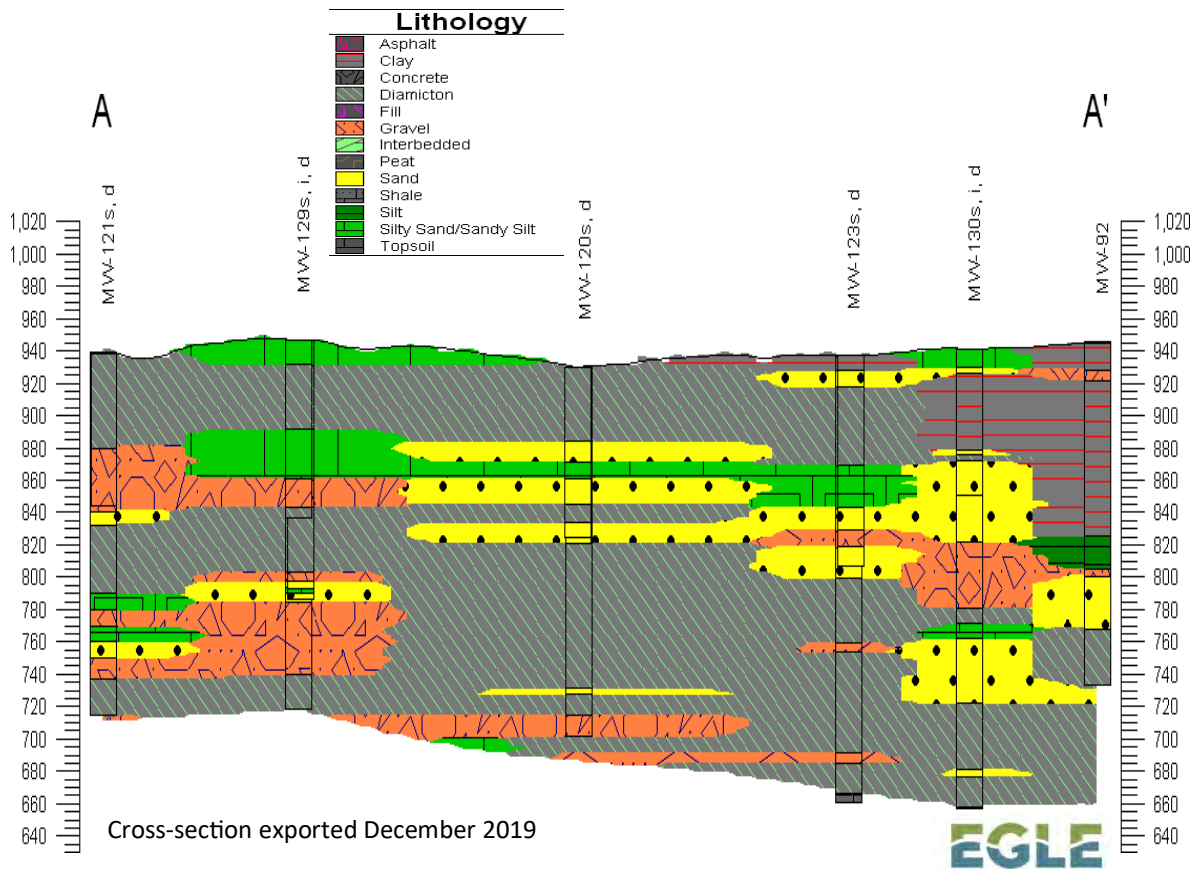 Lithology
Asphalt
Clay
Concrete
Diamicton
Fill
Gravel
Interbedded
Peat
Sand
Shale
Silt
Silty Sand/Sandy Silt
Topsoil
A
A'
MW-121s, d
MW-129s, i, d
MW-120s, d
MW-123s, d
MW-130s, i, d
MW-92
1,020
1,000
980
960
940
920
900
880
860
840
820
800
780
760
740
720
700
680
660
640
1,020
1,000
980
960
940
920
900
880
860
840
820
800
780
760
740
720
700
680
660
640
Cross-section exported December 2019
EGLE